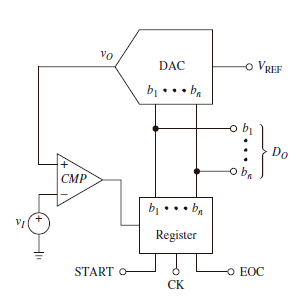 vO
DAC
VREF
b1 • • • bn
b1
DO
bn
+
CMP
−
b1 • • • bn
vI
+
Register
START
EOC
CK